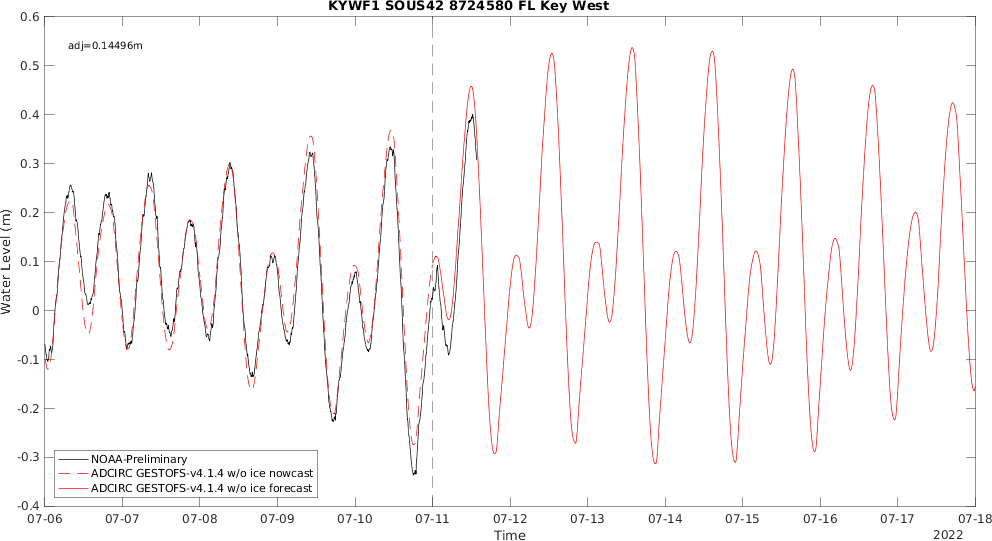 KYWF1 SOUS42 8724580 FL Key West
adj=0.14496m
Water Level (m)
0.6
0.5
0.4
0.3
0.2
0.1
0
-0.1
-0.2
-0.3
-0.4
NOAA-Preliminary
ADCIRC GESTOFS-v4.1.4 w/o ice nowcast
ADCIRC GESTOFS-v4.1.4 w/o ice forecast
07-06 07-07 07-08 07-09 07-10 07-11 07-12 07-13 07-14 07-15 07-16 07-17 07-18
Time
2022